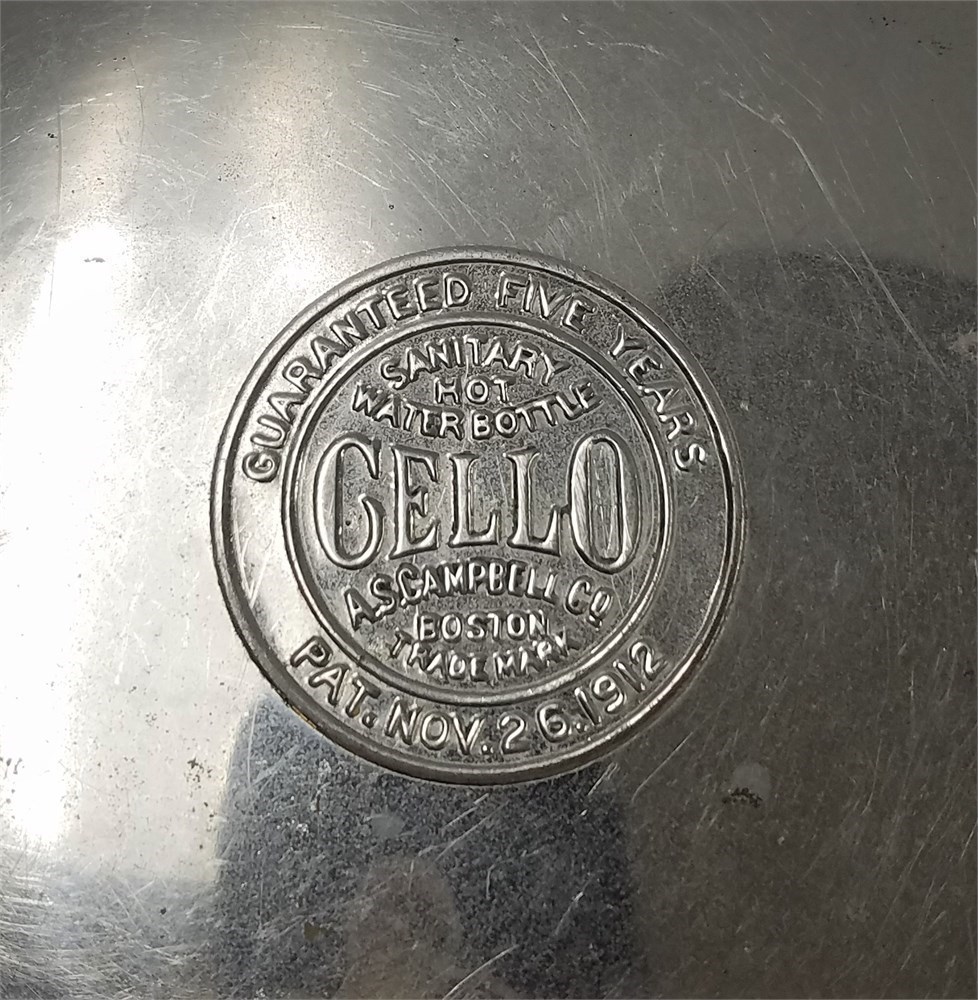 GUARANTEED FIVE YEARS
SANITARY
HOT
WATER BOTTLE
CELLO
A.S. CAMPBELL CO
BOSTON
TRADE MARK
PAT. NOV. 26. 1912